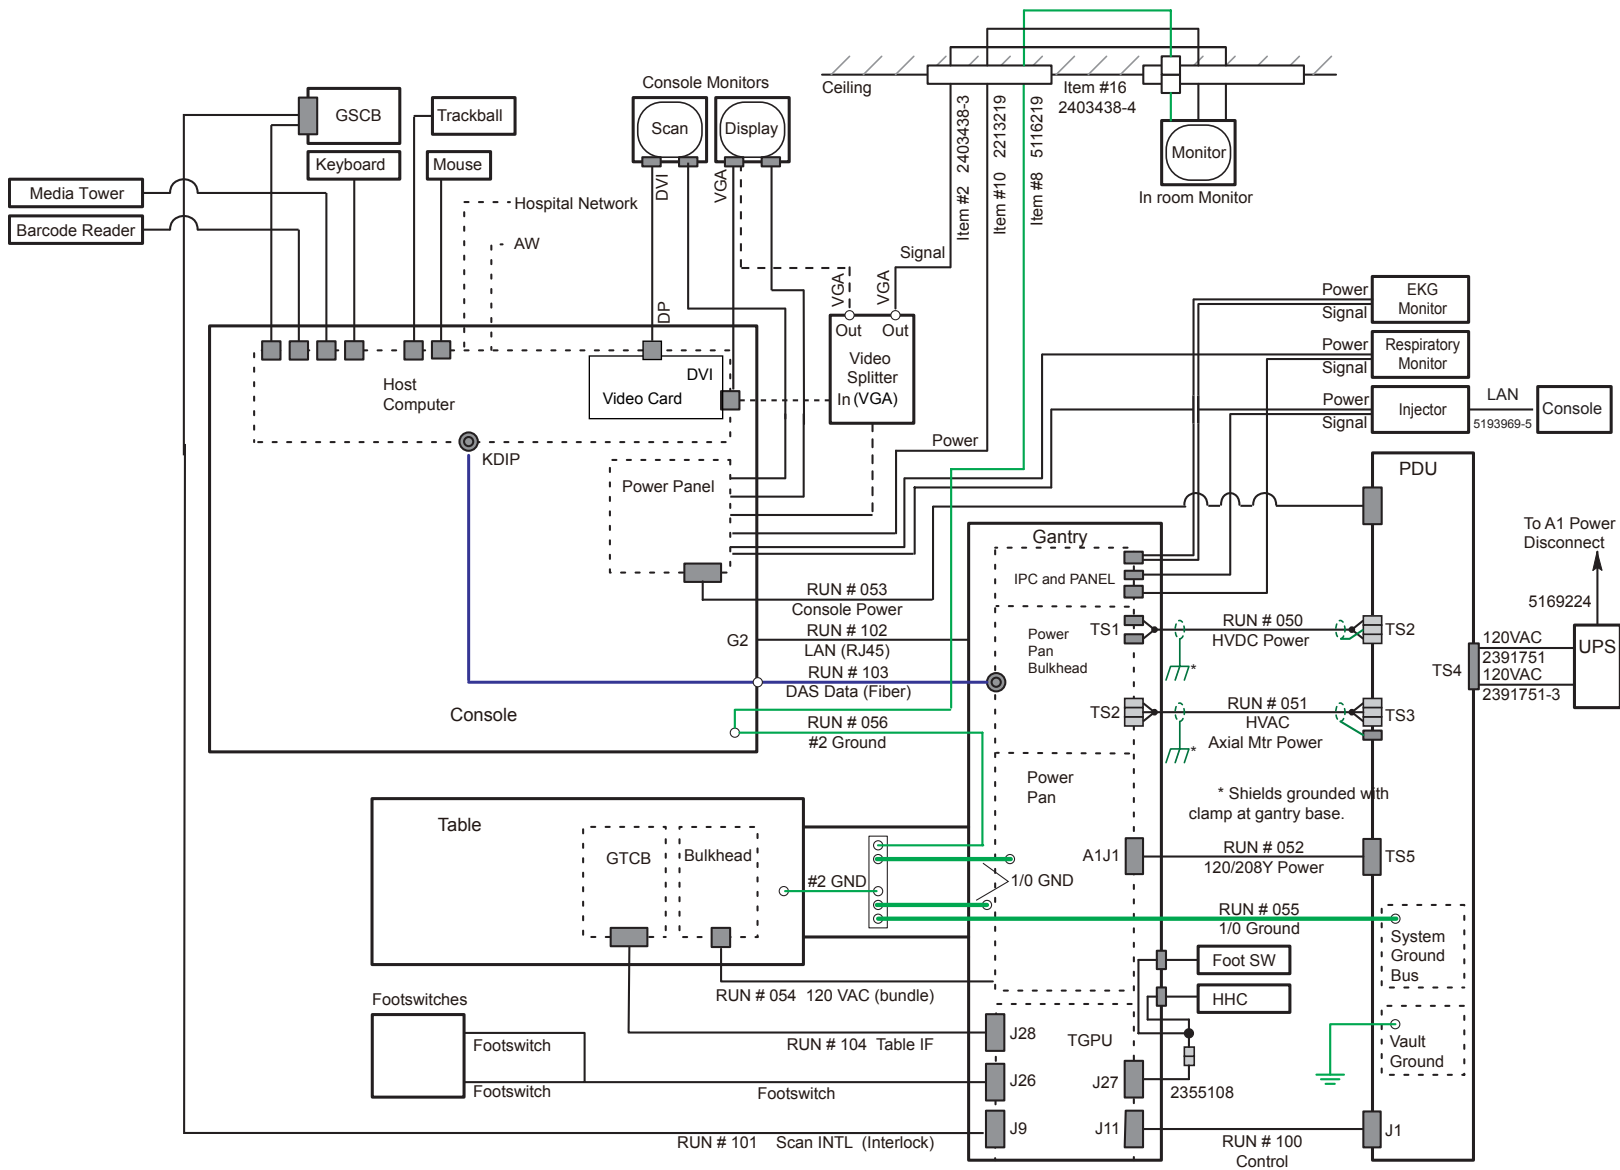 Console Monitors
Ceiling
Item #16
2403438-4
GSCB
Trackball
Scan
Display
Keyboard
Mouse
Monitor
In room Monitor
Media Tower
Barcode Reader
Hospital Network
AW
DVI
VGA
Signal
Item #2 2403438-3
Item #10 2213219
Item #8 5116219
DP
VGA
VGA
Out
Out
Video
Splitter
In (VGA)
Power
EKG
Monitor
Signal
Power
Respiratory
Monitor
Signal
Power
Injector
Signal
LAN
5193969-5
Console
Host
Computer
DVI
Video Card
KDIP
Power
Power Panel
PDU
To A1 Power
Disconnect
5169224
UPS
Gantry
IPC and PANEL
RUN # 053
Console Power
G2
RUN # 102
LAN (RJ45)
RUN # 103
DAS Data (Fiber)
RUN # 056
#2 Ground
Console
Power
Pan
Bulkhead
TS1
RUN # 050
HVDC Power
TS2
*
TS2
RUN # 051
HVAC
Axial Mtr Power
TS3
*
TS4
120VAC
2391751
120VAC
2391751-3
Power
Pan
* Shields grounded with
clamp at gantry base.
Table
GTCB
Bulkhead
#2 GND
1/0 GND
A1J1
RUN # 052
120/208Y Power
TS5
RUN # 055
1/0 Ground
System
Ground
Bus
Foot SW
HHC
RUN # 054 120 VAC (bundle)
Footswitches
Footswitch
Footswitch
Footswitch
RUN # 104 Table IF
J28
TGPU
J26
J27
2355108
Vault
Ground
RUN # 101 Scan INTL (Interlock)
J9
J11
RUN # 100
Control
J1